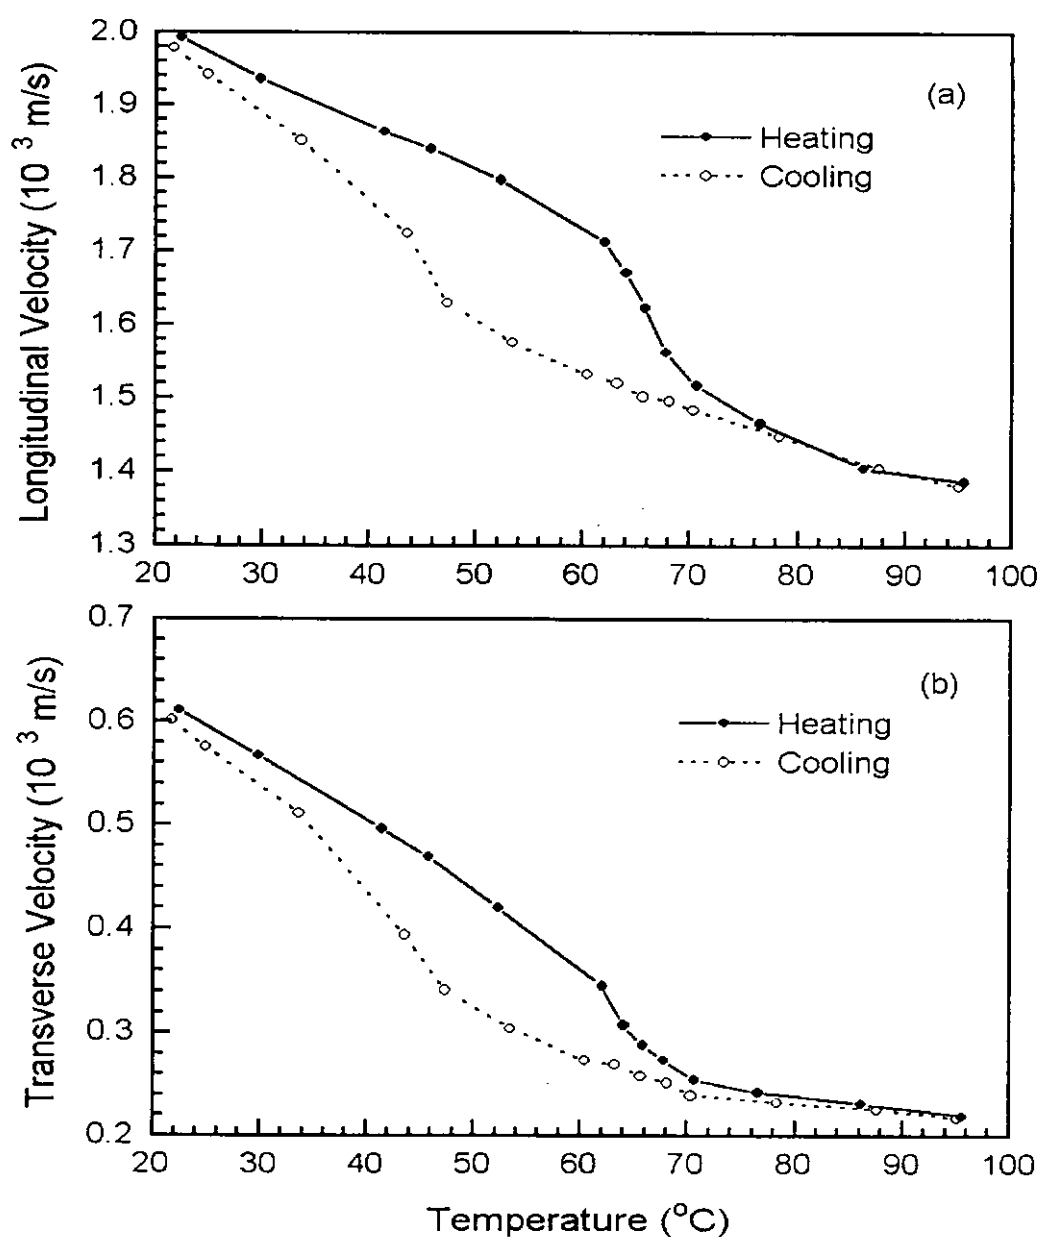 2.0
1.9
1.8
1.7
1.6
1.5
1.4
1.3
Longitudinal Velocity (10 3 m/s)
(a)
Heating
Cooling
20 30 40 50 60 70 80 90 100
0.7
0.6
0.5
0.4
0.3
0.2
Transverse Velocity (10 3 m/s)
(b)
Heating
Cooling
20 30 40 50 60 70 80 90 100
Temperature (°C)